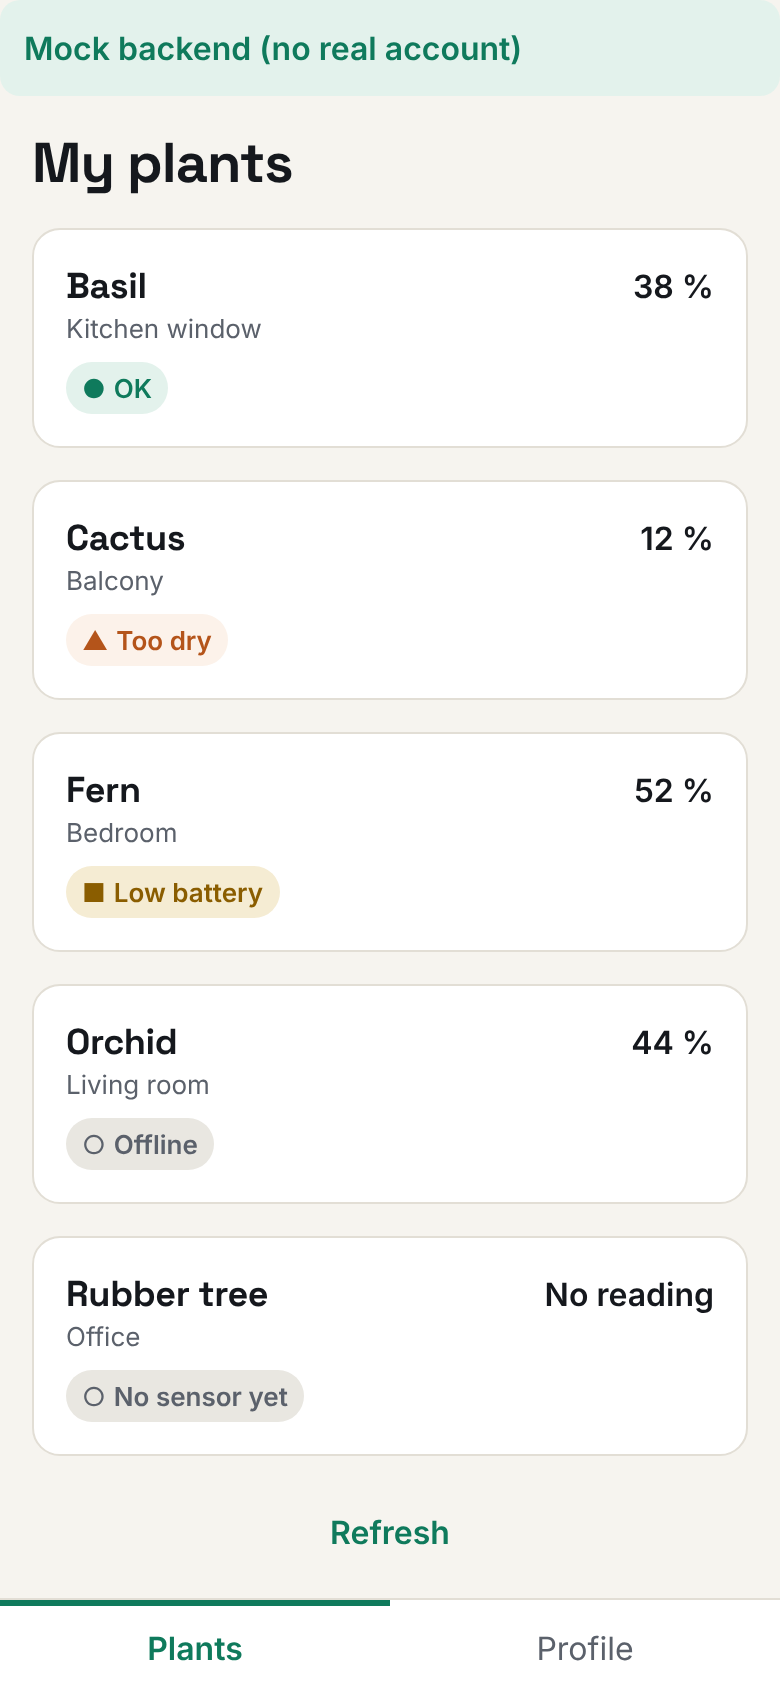 Mock backend (no real account)
My plants
Basil
38 %
Kitchen window
OK
Cactus
12 %
Balcony
Too dry
Fern
52 %
Bedroom
Low battery
Orchid
44 %
Living room
Offline
Rubber tree
No reading
Office
No sensor yet
Refresh
Plants
Profile